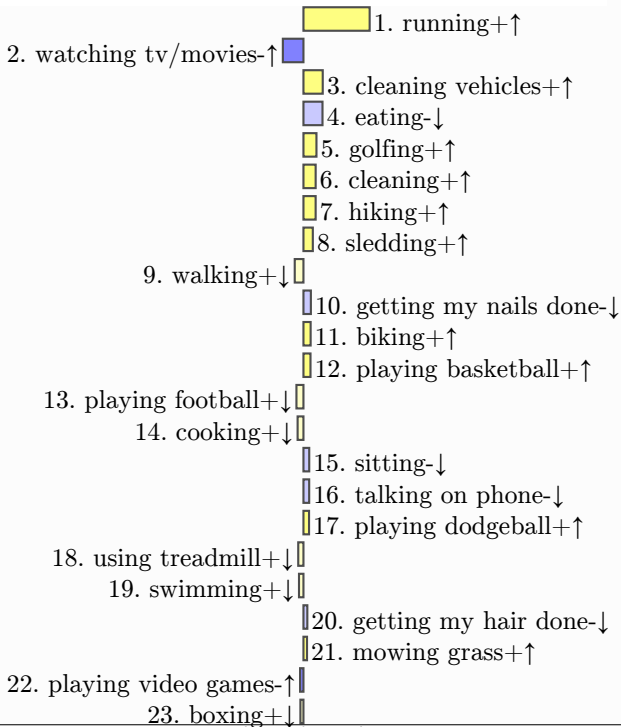 1. running+↑
2. watching tv/movies-↑
3. cleaning vehicles+↑
4. eating-↓
5. golfing+↑
6. cleaning+↑
7. hiking+↑
8. sledding+↑
9. walking+↓
10. getting my nails done-↓
11. biking+↑
12. playing basketball+↑
13. playing football+↓
14. cooking+↓
15. sitting-↓
16. talking on phone-↓
17. playing dodgeball+↑
18. using treadmill+↓
19. swimming+↓
20. getting my hair done-↓
21. mowing grass+↑
22. playing video games-↑
23. boxing+↓